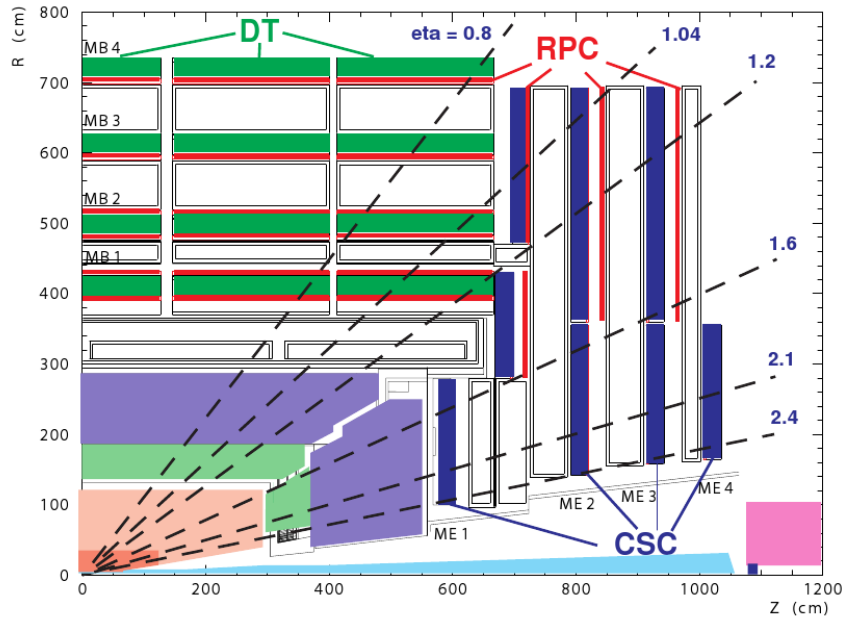 R (cm)
800
700
600
500
400
300
200
100
0
MB 4
MB 3
MB 2
MB 1
DT
eta = 0.8
1.04
RPC
1.2
1.6
2.1
2.4
ME 1
ME 2
ME 3
ME 4
CSC
0
200
400
600
800
1000
1200
Z (cm)